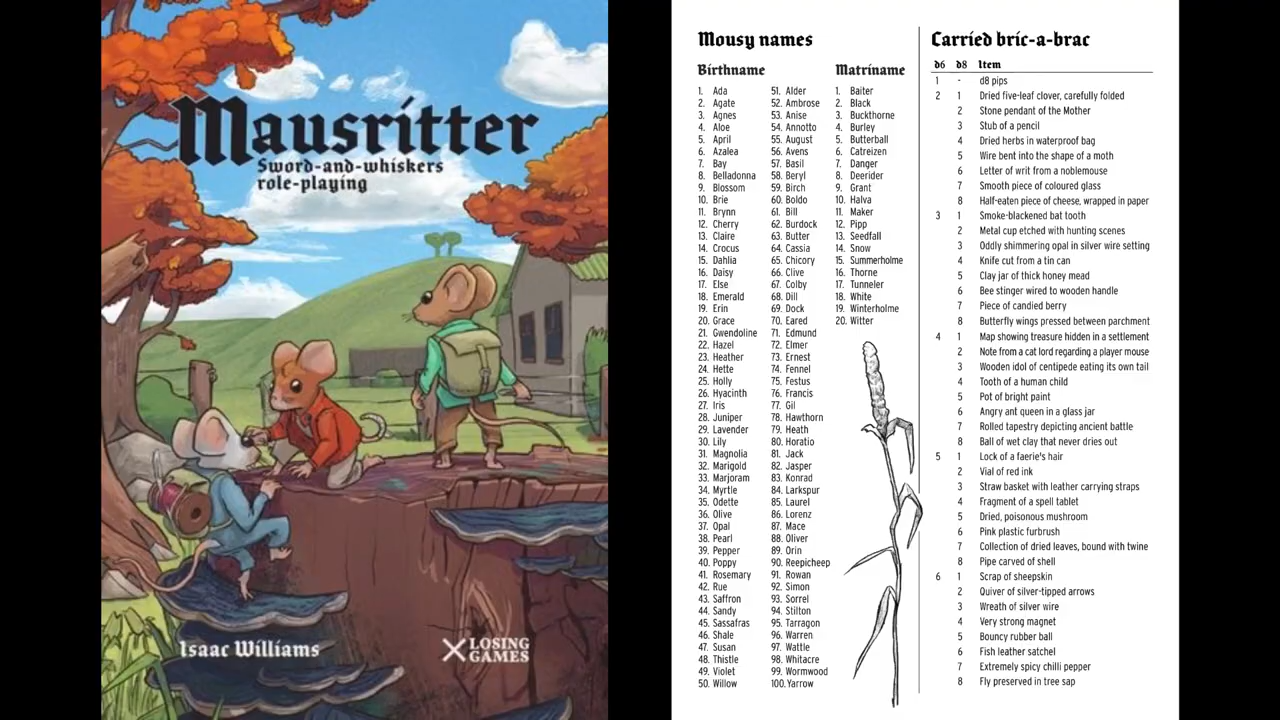 Mausritter
Sword-and-whiskers
role-playing
Isaac Williams
LOSING
GAMES
Mousy names
Birthname
1. Ada
2. Agate
3. Agnes
4. Aloe
5. April
6. Azalea
7. Bay
8. Belladonna
9. Blossom
10. Brie
11. Brynn
12. Cherry
13. Claire
14. Crocus
15. Dahlia
16. Daisy
17. Else
18. Emerald
19. Erin
20. Grace
21. Gwendoline
22. Hazel
23. Heather
24. Hette
25. Holly
26. Hyacinth
27. Iris
28. Juniper
29. Lavender
30. Lily
31. Magnolia
32. Marigold
33. Marjoram
34. Myrtle
35. Odette
36. Olive
37. Opal
38. Pearl
39. Pepper
40. Poppy
41. Rosemary
42. Rue
43. Saffron
44. Sandy
45. Sassafras
46. Shale
47. Susan
48. Thistle
49. Violet
50. Willow
51. Alder
52. Ambrose
53. Anise
54. Annotto
55. August
56. Avens
57. Basil
58. Beryl
59. Birch
60. Boldo
61. Bill
62. Burdock
63. Butter
64. Cassia
65. Chicory
66. Clive
67. Colby
68. Dill
69. Dock
70. Eared
71. Edmund
72. Elmer
73. Ernest
74. Fennel
75. Festus
76. Francis
77. Gil
78. Hawthorn
79. Heath
80. Horatio
81. Jack
82. Jasper
83. Konrad
84. Larkspur
85. Laurel
86. Lorenz
87. Mace
88. Oliver
89. Orin
90. Reepicheep
91. Rowan
92. Simon
93. Sorrel
94. Stilton
95. Tarragon
96. Warren
97. Wattle
98. Whitacre
99. Wormwood
100. Yarrow
Matriname
1. Baiter
2. Black
3. Buckthorne
4. Burley
5. Butterball
6. Catreizen
7. Danger
8. Deerider
9. Grant
10. Halva
11. Maker
12. Pipp
13. Seedfall
14. Snow
15. Summerholme
16. Thorne
17. Tunneler
18. White
19. Winterholme
20. Witter
Carried bric-a-brac
d6 d8 Item
1 - d8 pips
2 1 Dried five-leaf clover, carefully folded
2 Stone pendant of the Mother
3 Stub of a pencil
4 Dried herbs in waterproof bag
5 Wire bent into the shape of a moth
6 Letter of writ from a noblemouse
7 Smooth piece of coloured glass
8 Half-eaten piece of cheese, wrapped in paper
3 1 Smoke-blackened bat tooth
2 Metal cup etched with hunting scenes
3 Oddly shimmering opal in silver wire setting
4 Knife cut from a tin can
5 Clay jar of thick honey mead
6 Bee stinger wired to wooden handle
7 Piece of candied berry
8 Butterfly wings pressed between parchment
4 1 Map showing treasure hidden in a settlement
2 Note from a cat lord regarding a player mouse
3 Wooden idol of centipede eating its own tail
4 Tooth of a human child
5 Pot of bright paint
6 Angry ant queen in a glass jar
7 Rolled tapestry depicting ancient battle
8 Ball of wet clay that never dries out
5 1 Lock of a faerie's hair
2 Vial of red ink
3 Straw basket with leather carrying straps
4 Fragment of a spell tablet
5 Dried, poisonous mushroom
6 Pink plastic furbrush
7 Collection of dried leaves, bound with twine
8 Pipe carved of shell
6 1 Scrap of sheepskin
2 Quiver of silver-tipped arrows
3 Wreath of silver wire
4 Very strong magnet
5 Bouncy rubber ball
6 Fish leather satchel
7 Extremely spicy chilli pepper
8 Fly preserved in tree sap